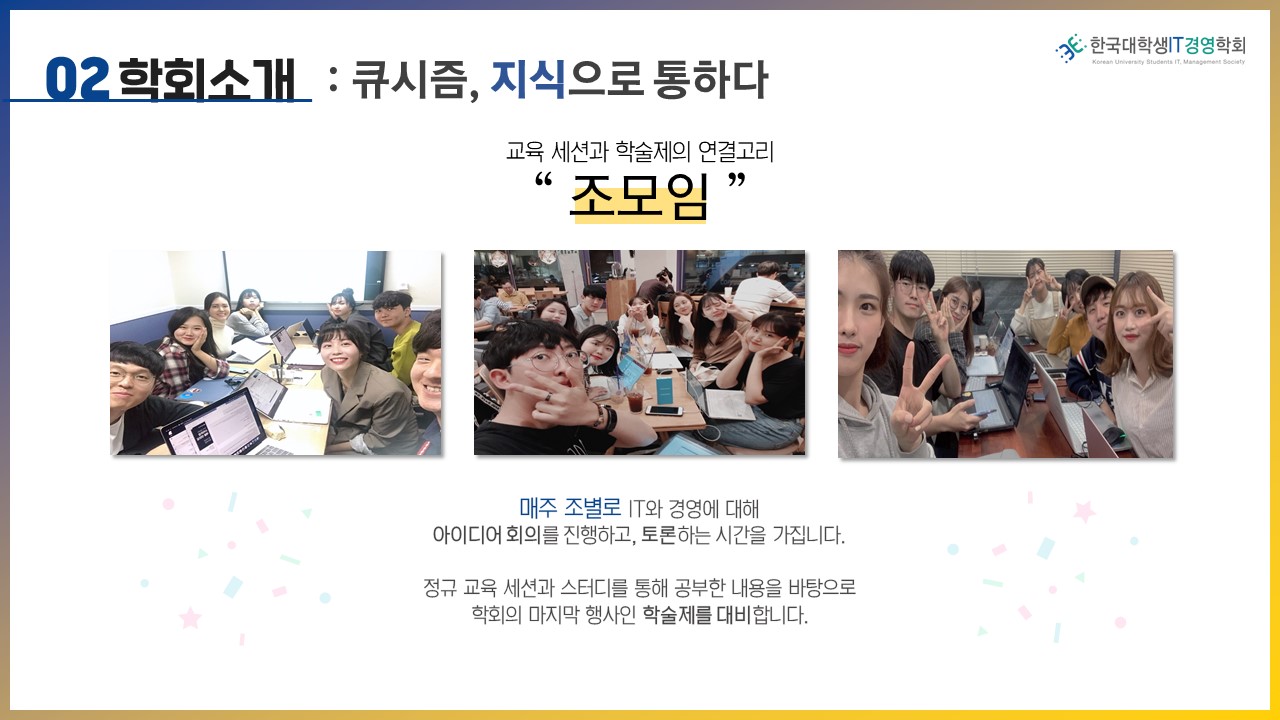 한국대학생IT경영학회
Korean University Students IT, Management Society
02 학회소개 : 큐시즘, 지식으로 통하다
교육 세션과 학술제의 연결고리
“ 조모임 ”
매주 조별로 IT와 경영에 대해
아이디어 회의를 진행하고, 토론하는 시간을 가집니다.
정규 교육 세션과 스터디를 통해 공부한 내용을 바탕으로
학회의 마지막 행사인 학술제를 대비합니다.